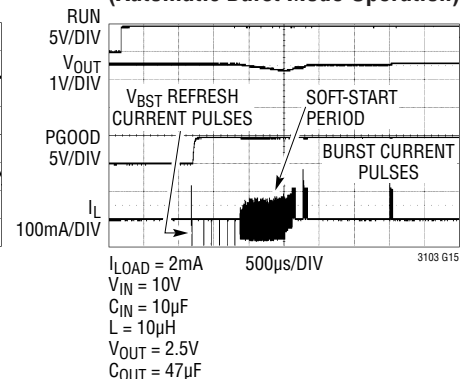 (Automatic Burst Mode Operation)
RUN
5V/DIV
VOUT
1V/DIV
VBST REFRESH
CURRENT PULSES
SOFT-START
PERIOD
PGOOD
5V/DIV
BURST CURRENT
PULSES
IL
100mA/DIV
ILOAD = 2mA
500µs/DIV
3103 G15
VIN = 10V
CIN = 10µF
L = 10µH
VOUT = 2.5V
COUT = 47µF